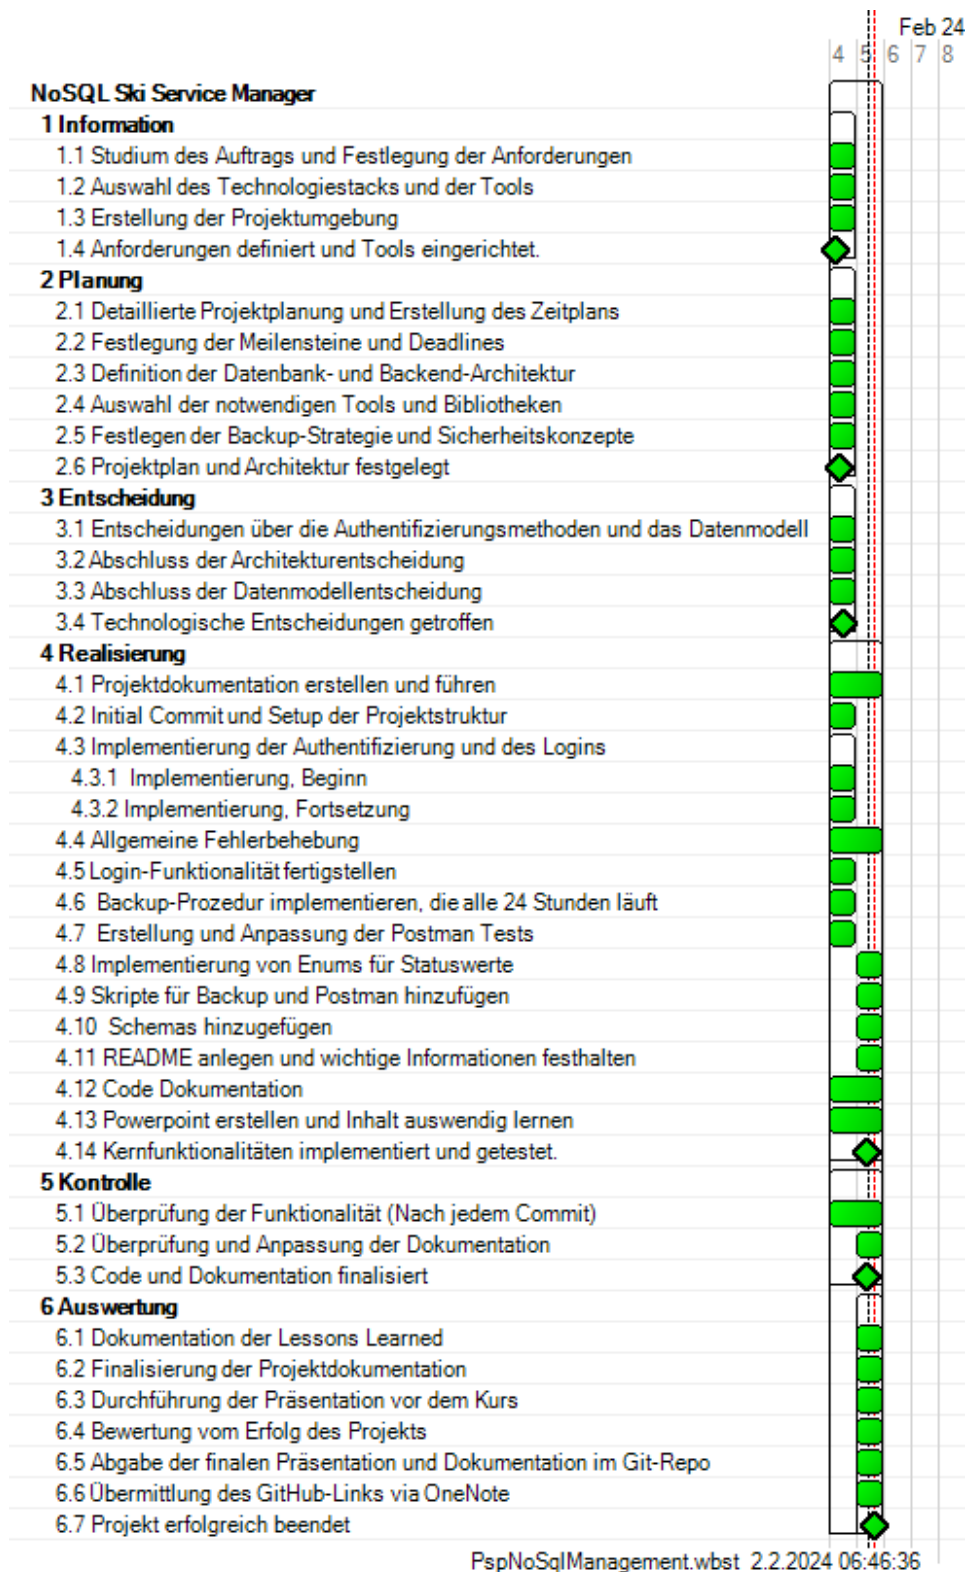 Feb 24
4 5 6 7 8
NoSQL Ski Service Manager
1 Information
1.1 Studium des Auftrags und Festlegung der Anforderungen
1.2 Auswahl des Technologiestacks und der Tools
1.3 Erstellung der Projektumgebung
1.4 Anforderungen definiert und Tools eingerichtet.
2 Planung
2.1 Detaillierte Projektplanung und Erstellung des Zeitplans
2.2 Festlegung der Meilensteine und Deadlines
2.3 Definition der Datenbank- und Backend-Architektur
2.4 Auswahl der notwendigen Tools und Bibliotheken
2.5 Festlegen der Backup-Strategie und Sicherheitskonzepte
2.6 Projektplan und Architektur festgelegt
3 Entscheidung
3.1 Entscheidungen über die Authentifizierungsmethoden und das Datenmodell
3.2 Abschluss der Architekturentscheidung
3.3 Abschluss der Datenmodellentscheidung
3.4 Technologische Entscheidungen getroffen
4 Realisierung
4.1 Projektdokumentation erstellen und führen
4.2 Initial Commit und Setup der Projektstruktur
4.3 Implementierung der Authentifizierung und des Logins
4.3.1 Implementierung, Beginn
4.3.2 Implementierung, Fortsetzung
4.4 Allgemeine Fehlerbehebung
4.5 Login-Funktionalität fertigstellen
4.6 Backup-Prozedur implementieren, die alle 24 Stunden läuft
4.7 Erstellung und Anpassung der Postman Tests
4.8 Implementierung von Enums für Statuswerte
4.9 Skripte für Backup und Postman hinzufügen
4.10 Schemas hinzugefügen
4.11 README anlegen und wichtige Informationen festhalten
4.12 Code Dokumentation
4.13 Powerpoint erstellen und Inhalt auswendig lernen
4.14 Kernfunktionalitäten implementiert und getestet.
5 Kontrolle
5.1 Überprüfung der Funktionalität (Nach jedem Commit)
5.2 Überprüfung und Anpassung der Dokumentation
5.3 Code und Dokumentation finalisiert
6 Auswertung
6.1 Dokumentation der Lessons Learned
6.2 Finalisierung der Projektdokumentation
6.3 Durchführung der Präsentation vor dem Kurs
6.4 Bewertung vom Erfolg des Projekts
6.5 Abgabe der finalen Präsentation und Dokumentation im Git-Repo
6.6 Übermittlung des GitHub-Links via OneNote
6.7 Projekt erfolgreich beendet
PspNoSqlManagement.wbst 2.2.2024 06:46:36